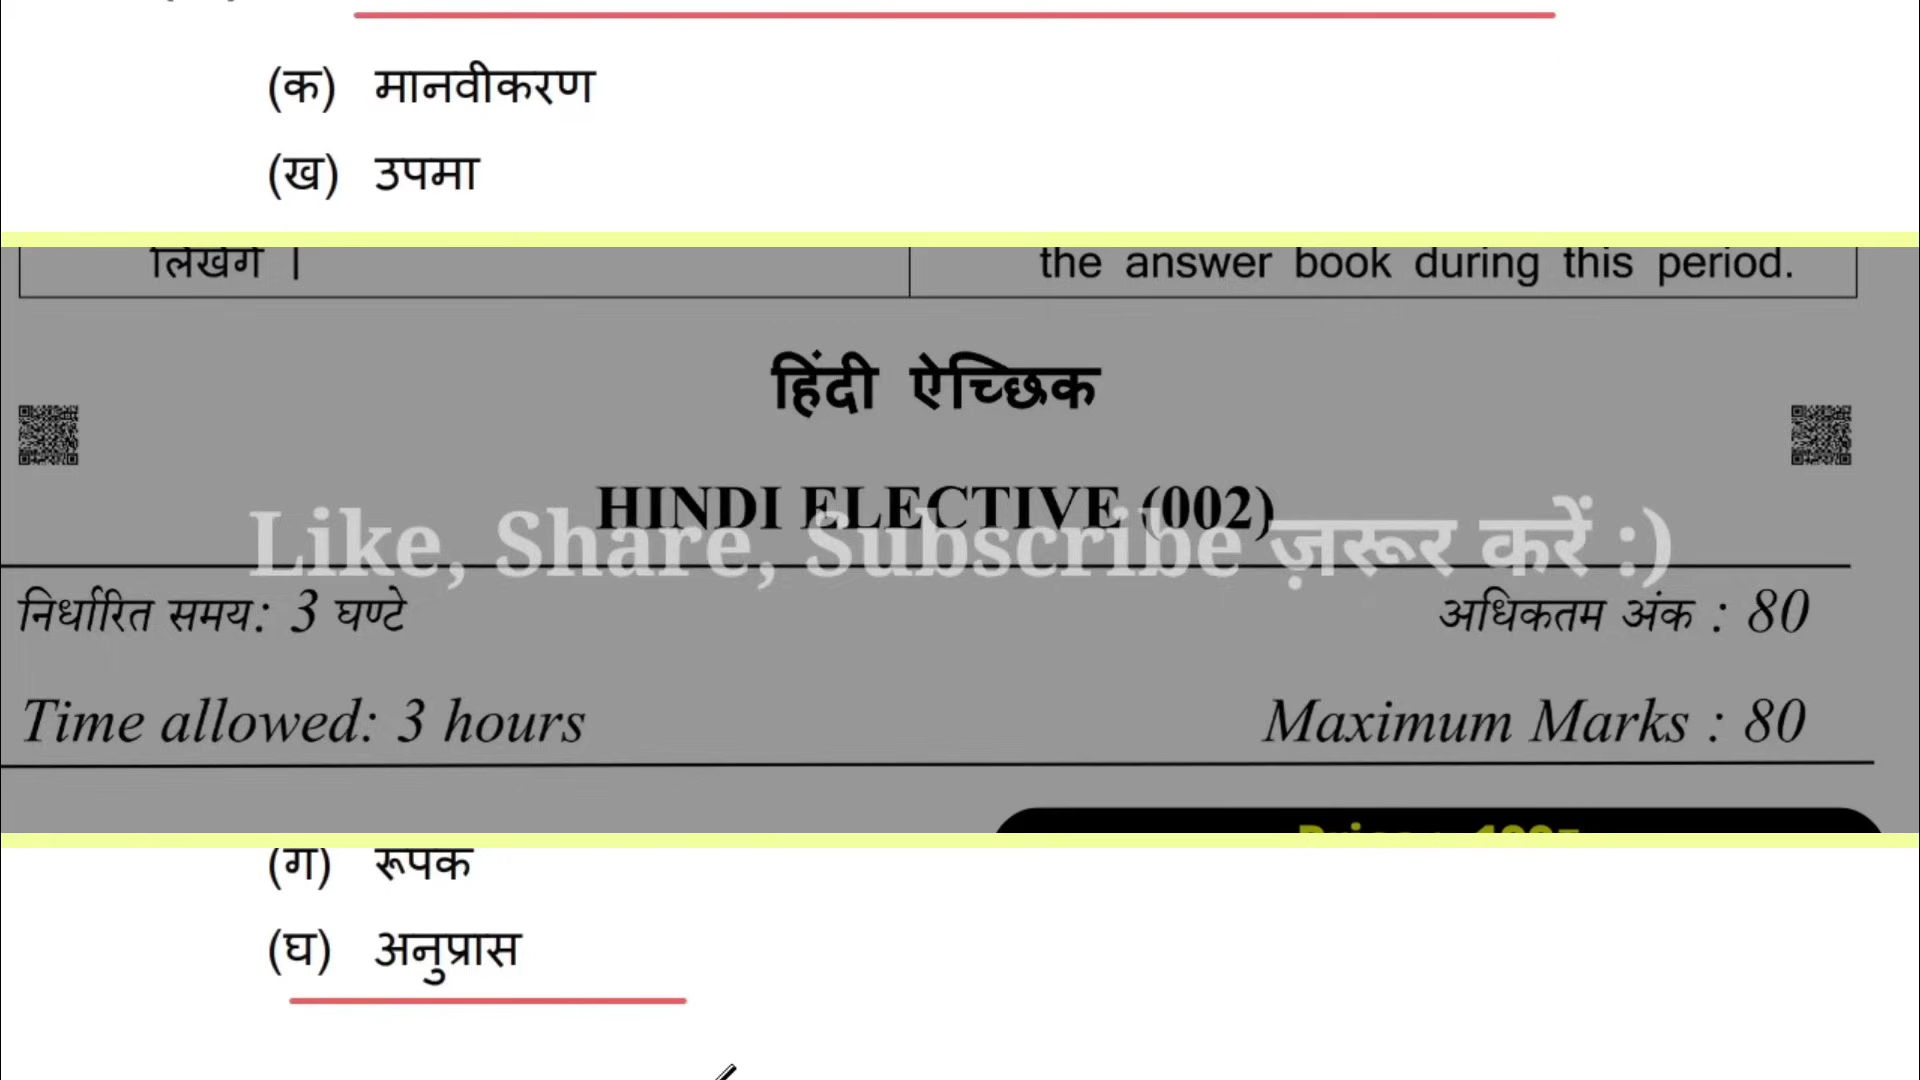 (क) मानवीकरण
(ख) उपमा
लिखेंगे |
the answer book during this period.
हिंदी ऐच्छिक
HINDI ELECTIVE (002)
Like, Share, Subscribe ज़रूर करें :)
निर्धारित समय: 3 घण्टे
अधिकतम अंक : 80
Time allowed: 3 hours
Maximum Marks : 80
(ग) रूपक
(घ) अनुप्रास